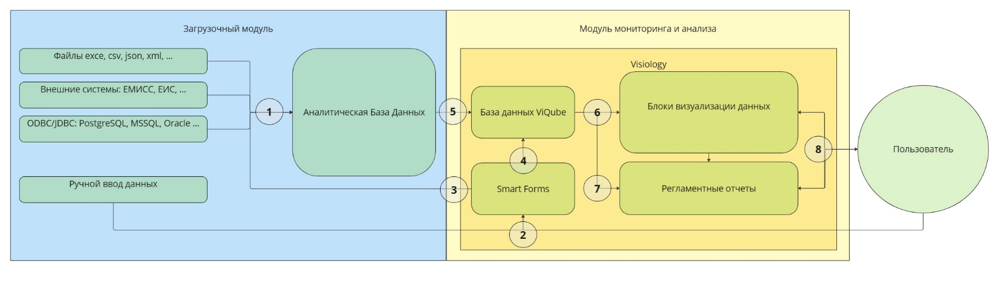 Загрузочный модуль
Файлы exce, csv, json, xml, ...
Внешние системы: ЕМИСС, ЕИС, ...
ODBC/JDBC: PostgreSQL, MSSQL, Oracle ...
Ручной ввод данных
1
Аналитическая База Данных
Модуль мониторинга и анализа
Visiology
5
База данных ViQube
4
3
Smart Forms
2
6
7
Блоки визуализации данных
Регламентные отчеты
8
Пользователь